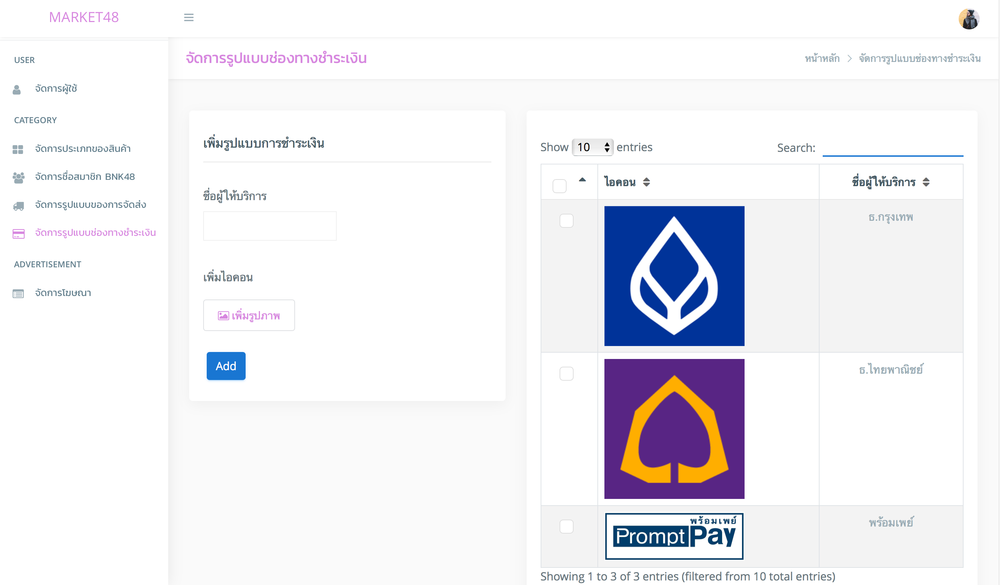 MARKET48
USER
จัดการผู้ใช้
CATEGORY
จัดการประเภทของสินค้า
จัดการชื่อสมาชิก BNK48
จัดการรูปแบบของการจัดส่ง
จัดการรูปแบบช่องทางชำระเงิน
ADVERTISEMENT
จัดการโฆษณา
จัดการรูปแบบช่องทางชำระเงิน
หน้าหลัก > จัดการรูปแบบช่องทางชำระเงิน
เพิ่มรูปแบบการชำระเงิน
ชื่อผู้ให้บริการ
เพิ่มไอคอน
เพิ่มรูปภาพ
Add
Show 10 entries
Search:
ไอคอน ชื่อผู้ให้บริการ
ธ.กรุงเทพ
ธ.ไทยพาณิชย์
พร้อมเพย์
PromptPay
พร้อมเพย์
Showing 1 to 3 of 3 entries (filtered from 10 total entries)